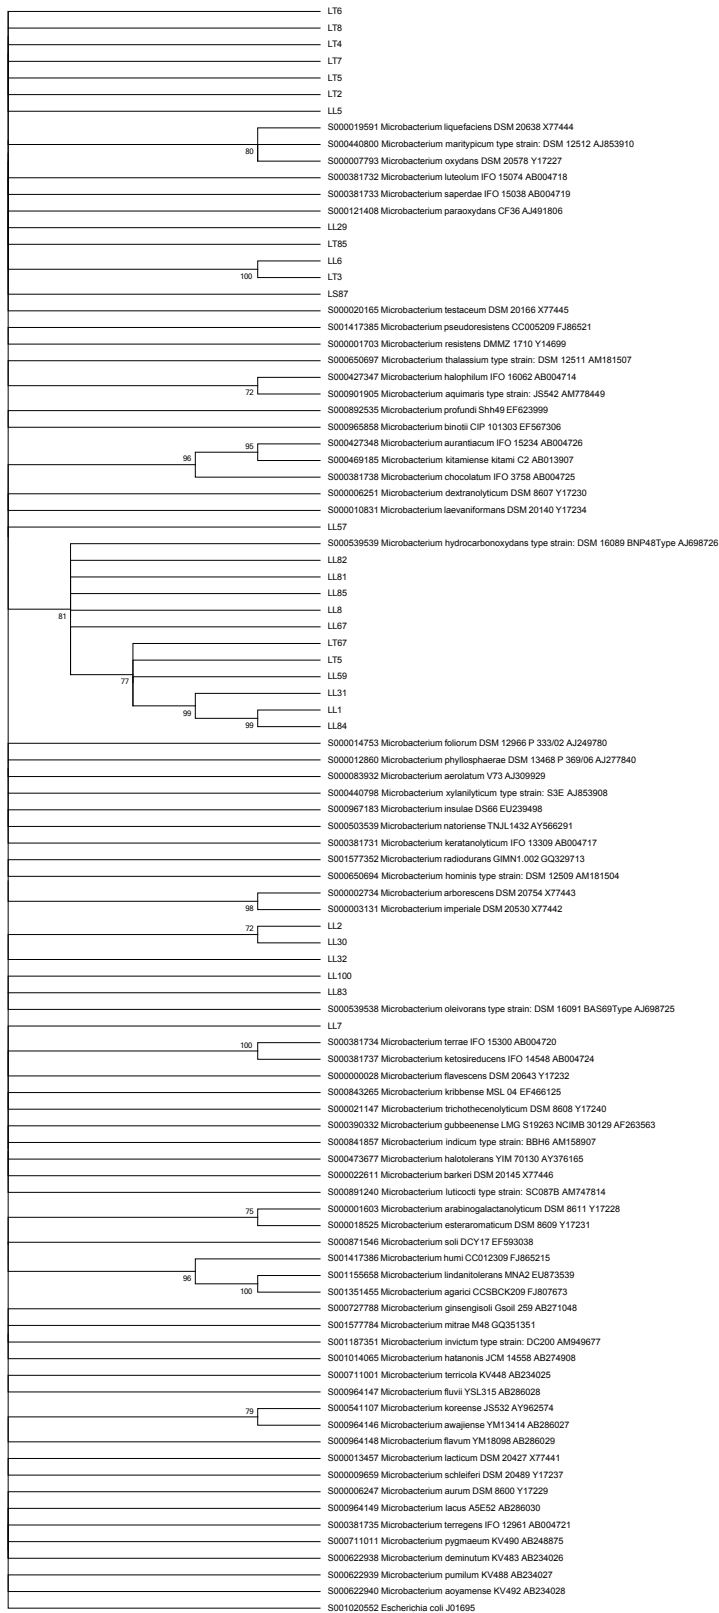 LT6
LT8
LT4
LT7
LT5
LT2
LL5
S000019591 Microbacterium liquefaciens DSM 20638 X77444
S000440800 Microbacterium maritypicum type strain: DSM 12512 AJ853910
80
S000007793 Microbacterium oxydans DSM 20578 Y17227
S000381732 Microbacterium luteolum IFO 15074 AB004718
S000381733 Microbacterium saperdae IFO 15038 AB004719
S000121408 Microbacterium paraoxydans CF36 AJ491806
LL29
LT85
LL6
100
LT3
LS87
S000020165 Microbacterium testaceum DSM 20166 X77445
S001417385 Microbacterium pseudoresistens CC005209 FJ86521
S000001703 Microbacterium resistens DMMZ 1710 Y14699
S000650697 Microbacterium thalassium type strain: DSM 12511 AM181507
S000427347 Microbacterium halophilum IFO 16062 AB004714
72
S000901905 Microbacterium aquimaris type strain: JS542 AM778449
S000892535 Microbacterium profundi Shh49 EF623999
S000965858 Microbacterium binotii CIP 101303 EF567306
95
S000427348 Microbacterium aurantiacum IFO 15234 AB004726
96
S000469185 Microbacterium kitamiense kitami C2 AB013907
S000381738 Microbacterium chocolatum IFO 3758 AB004725
S000006251 Microbacterium dextranolyticum DSM 8607 Y17230
S000010831 Microbacterium laevaniformans DSM 20140 Y17234
LL57
S000539539 Microbacterium hydrocarbonoxydans type strain: DSM 16089 BNP48Type AJ698726
LL82
LL81
LL85
LL8
81
LL67
LT67
LT5
77
LL59
LL31
99
LL1
99
LL84
S000014753 Microbacterium foliorum DSM 12966 P 333/02 AJ249780
S000012860 Microbacterium phyllosphaerae DSM 13468 P 369/06 AJ277840
S000083932 Microbacterium aerolatum V73 AJ309929
S000440798 Microbacterium xylanilyticum type strain: S3E AJ853908
S000967183 Microbacterium insulae DS66 EU239498
S000503539 Microbacterium natoriense TNJL1432 AY566291
S000381731 Microbacterium keratanolyticum IFO 13309 AB004717
S001577352 Microbacterium radiodurans GIMN1.002 GQ329713
S000650694 Microbacterium hominis type strain: DSM 12509 AM181504
S000002734 Microbacterium arborescens DSM 20754 X77443
98
S000003131 Microbacterium imperiale DSM 20530 X77442
72
LL2
LL30
LL32
LL100
LL83
S000539538 Microbacterium oleivorans type strain: DSM 16091 BAS69Type AJ698725
LL7
100
S000381734 Microbacterium terrae IFO 15300 AB004720
S000381737 Microbacterium ketosireducens IFO 14548 AB004724
S000000028 Microbacterium flavescens DSM 20643 Y17232
S000843265 Microbacterium kribbense MSL 04 EF466125
S000021147 Microbacterium trichothecenolyticum DSM 8608 Y17240
S000390332 Microbacterium gubbeenense LMG S19263 NCIMB 30129 AF263563
S000841857 Microbacterium indicum type strain: BBH6 AM158907
S000473677 Microbacterium halotolerans YIM 70130 AY376165
S000022611 Microbacterium barkeri DSM 20145 X77446
S000891240 Microbacterium luticocti type strain: SC087B AM747814
75
S000001603 Microbacterium arabinogalactanolyticum DSM 8611 Y17228
S000018525 Microbacterium esteraromaticum DSM 8609 Y17231
S000871546 Microbacterium soli DCY17 EF593038
S001417386 Microbacterium humi CC012309 FJ865215
96
S001155658 Microbacterium lindanitolerans MNA2 EU873539
100
S001351455 Microbacterium agarici CCSBCK209 FJ807673
S000727788 Microbacterium ginsengisoli Gsoil 259 AB271048
S001577784 Microbacterium mitrae M48 GQ351351
S001187351 Microbacterium invictum type strain: DC200 AM949677
S001014065 Microbacterium hatanonis JCM 14558 AB274908
S000711001 Microbacterium terricola KV448 AB234025
S000964147 Microbacterium fluvii YSL315 AB286028
79
S000541107 Microbacterium koreense JS532 AY962574
S000964146 Microbacterium awajiense YM13414 AB286027
S000964148 Microbacterium flavum YM18098 AB286029
S000013457 Microbacterium lacticum DSM 20427 X77441
S000009659 Microbacterium schleiferi DSM 20489 Y17237
S000006247 Microbacterium aurum DSM 8600 Y17229
S000964149 Microbacterium lacus A5E52 AB286030
S000381735 Microbacterium terregens IFO 12961 AB004721
S000711011 Microbacterium pygmaeum KV490 AB248875
S000622938 Microbacterium deminutum KV483 AB234026
S000622939 Microbacterium pumilum KV488 AB234027
S000622940 Microbacterium aoyamense KV492 AB234028
S001020552 Escherichia coli J01695